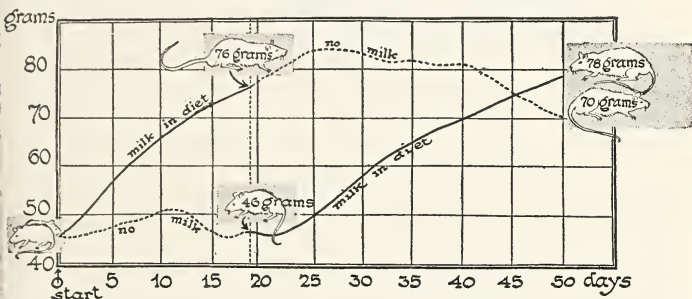 grams
80
70
60
50
40
76 grams
no milk
milk in diet
78 grams
70 grams
no milk
46 grams
milk in diet
0 5 10 15 20 25 30 35 40 45 50 days
start